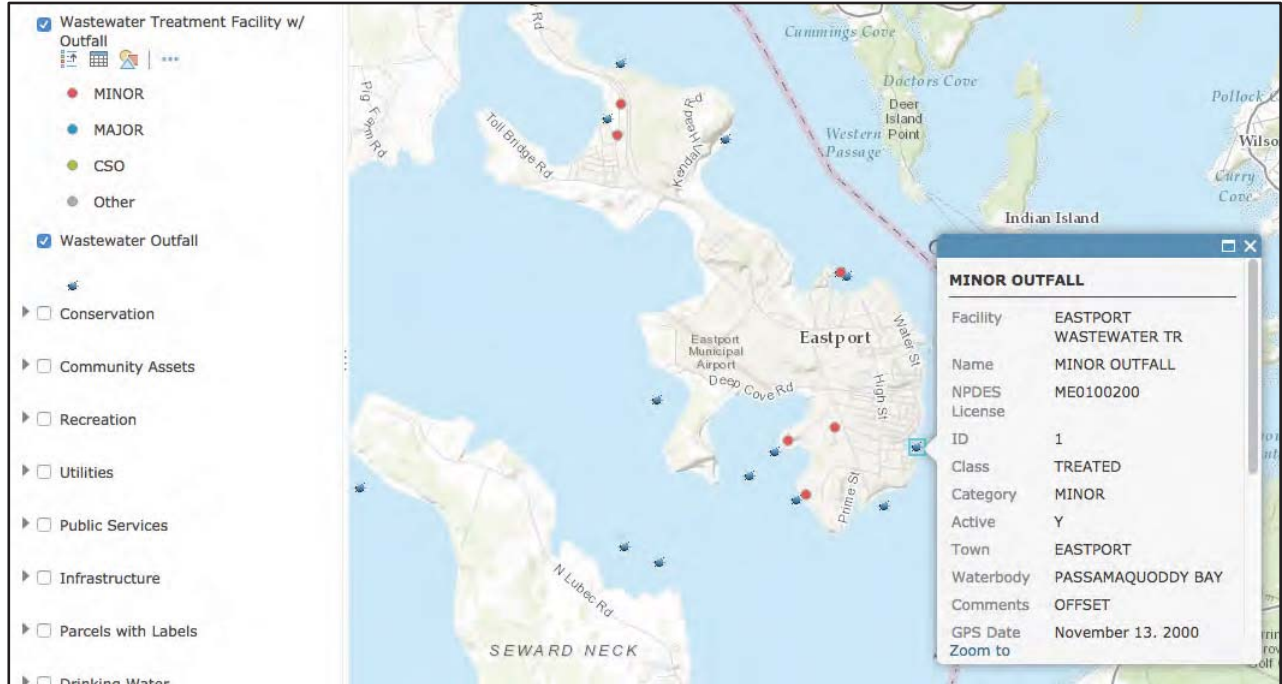 Wastewater Treatment Facility w/
Outfall
MINOR
MAJOR
CSO
Other
Wastewater Outfall
Conservation
Community Assets
Recreation
Utilities
Public Services
Infrastructure
Parcels with Labels
Drinking Water
Rd
Pig Farm Rd
Toll Bridge Rd
Kendall Head Rd
Cummings Cove
Doctors Cove
Deer
Island
Point
Western
Passage
Pollock
Wilso
Curry
Cove
Indian Island
Eastport
Eastport
Municipal
Airport
Deep Cove Rd
Water St
High St
Prime St
N Lubec Rd
SEWARD NECK
MINOR OUTFALL
Facility EASTPORT
WASTEWATER TR
Name MINOR OUTFALL
NPDES ME0100200
License
ID 1
Class TREATED
Category MINOR
Active Y
Town EASTPORT
Waterbody PASSAMAQUODDY BAY
Comments OFFSET
GPS Date November 13, 2000
Zoom to